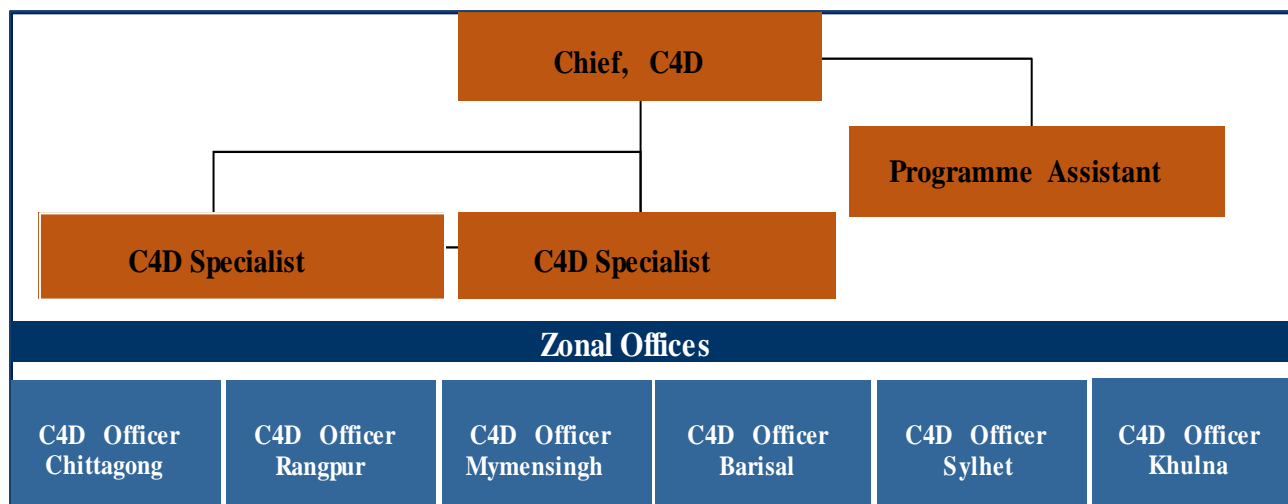 Chief, C4D
Programme Assistant
C4D Specialist
C4D Specialist
Zonal Offices
C4D Officer
Chittagong
C4D Officer
Rangpur
C4D Officer
Mymensingh
C4D Officer
Barisal
C4D Officer
Sylhet
C4D Officer
Khulna